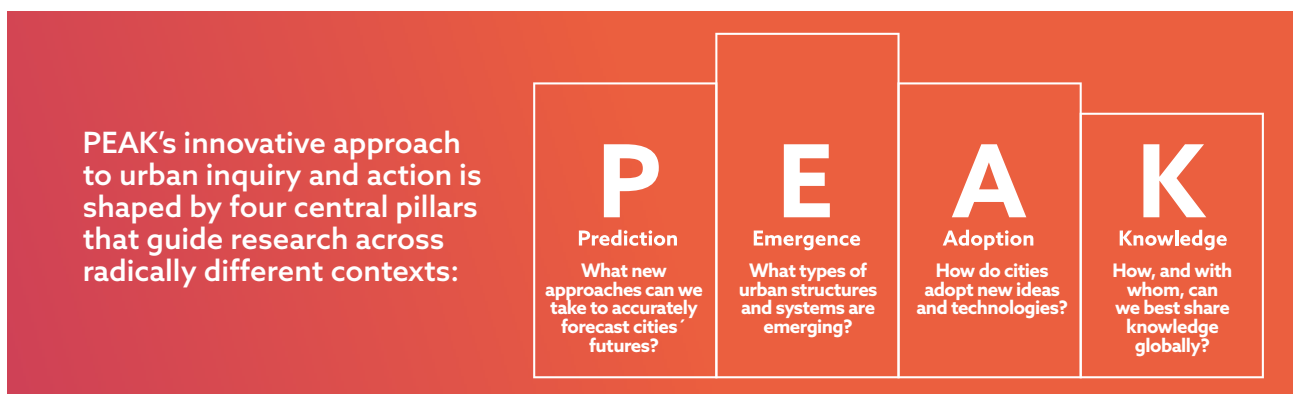 PEAK’s innovative approach
to urban inquiry and action is
shaped by four central pillars
that guide research across
radically different contexts:
P
Prediction
What new
approaches can we
take to accurately
forecast cities´
futures?
E
Emergence
What types of
urban structures
and systems are
emerging?
A
Adoption
How do cities
adopt new ideas
and technologies?
K
Knowledge
How, and with
whom, can
we best share
knowledge
globally?